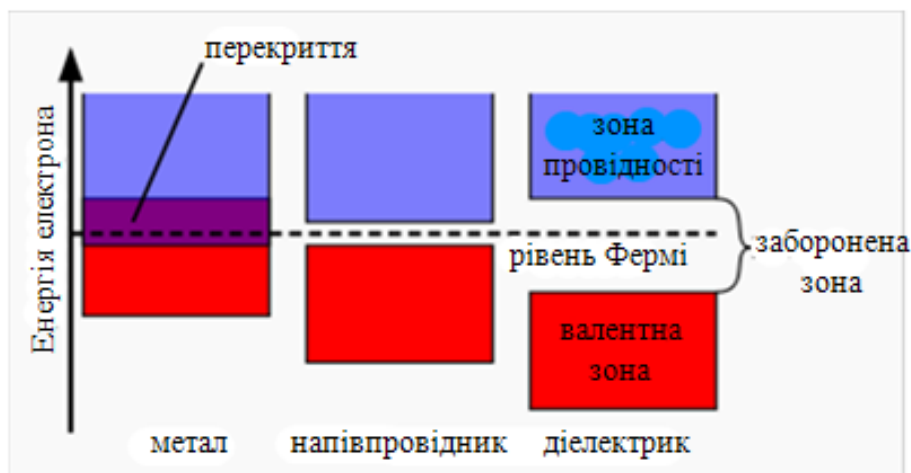 перекриття
Енергія електрона
зона
провідності
рівень Фермі
заборонена
зона
валентна
зона
метал
напівпровідник
діелектрик